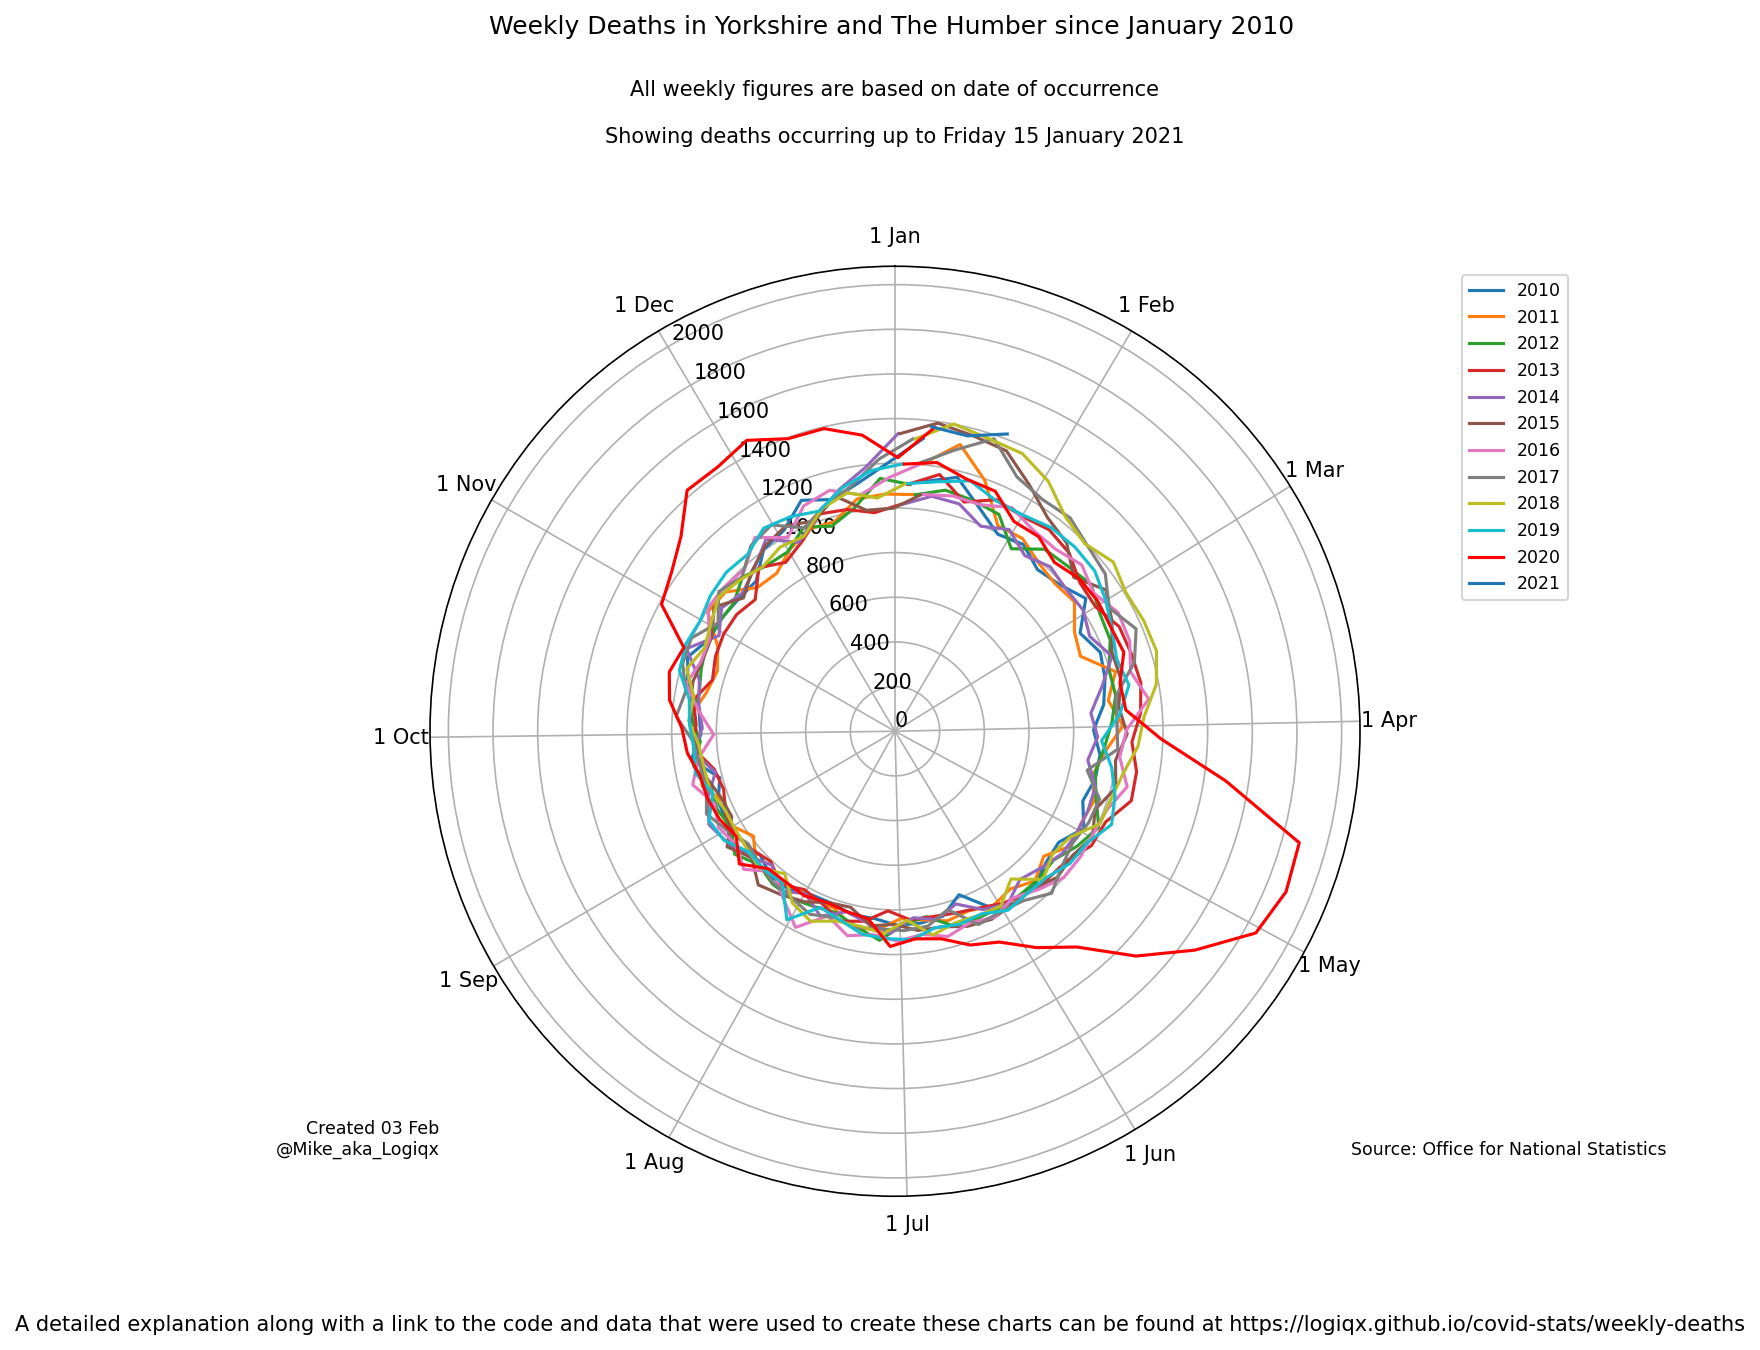 Weekly Deaths in Yorkshire and The Humber since January 2010
All weekly figures are based on date of occurrence
Showing deaths occurring up to Friday 15 January 2021
1 Jan
1 Feb
1 Mar
1 Apr
1 May
1 Jun
1 Jul
1 Aug
1 Sep
1 Oct
1 Nov
1 Dec
2000
1800
1600
1400
1200
1000
800
600
400
200
0
2010
2011
2012
2013
2014
2015
2016
2017
2018
2019
2020
2021
Created 03 Feb
@Mike_aka_Logiqx
Source: Office for National Statistics
A detailed explanation along with a link to the code and data that were used to create these charts can be found at https://logiqx.github.io/covid-stats/weekly-deaths